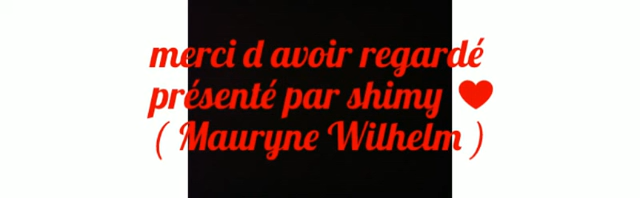 merci d avoir regardé
présenté par shimy ♥
( Mauryne Wilhelm )